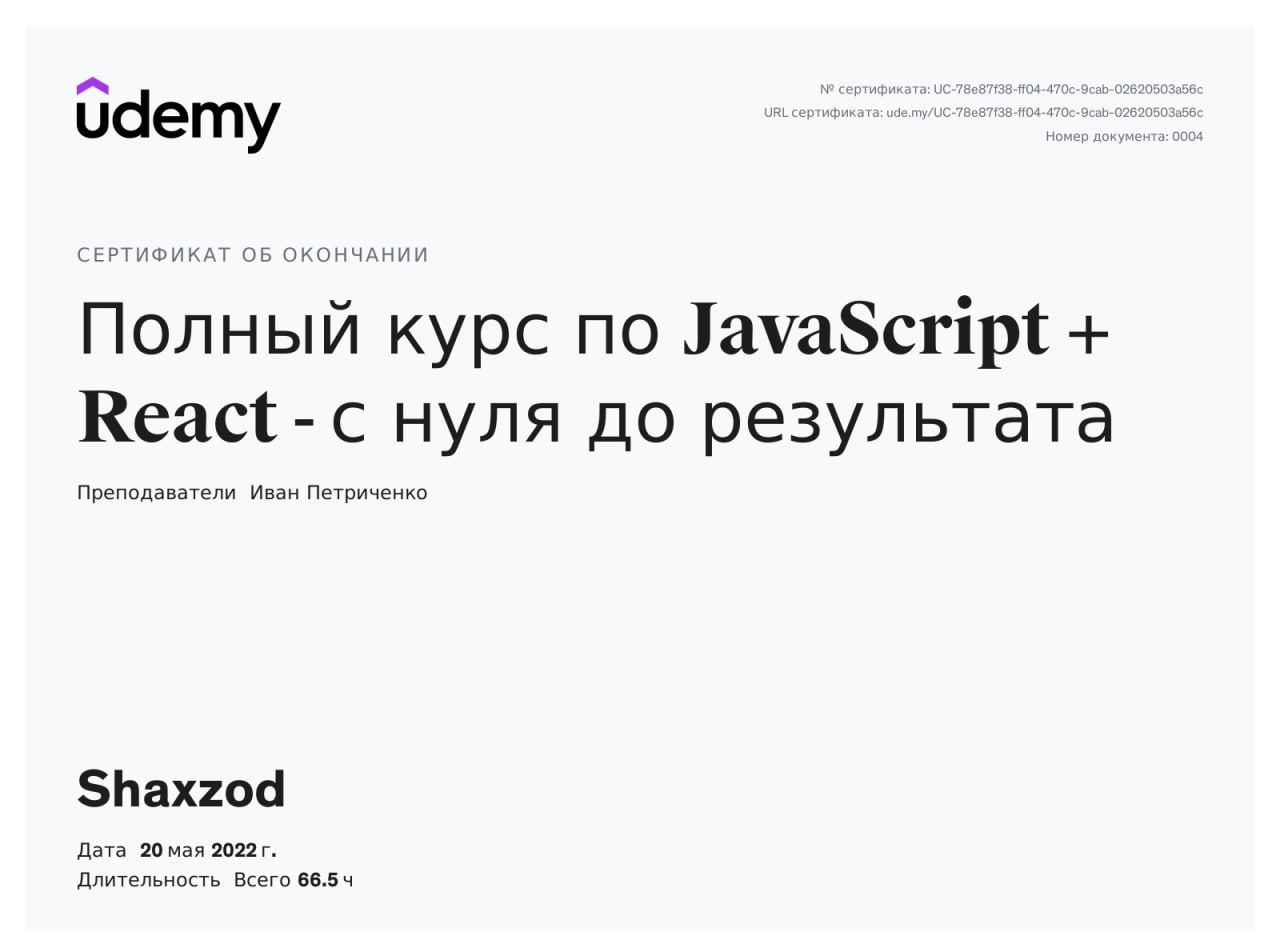 udemy
№ сертификата: UC-78e87f38-ff04-470c-9cab-02620503a56c
URL сертификата: ude.my/UC-78e87f38-ff04-470c-9cab-02620503a56c
Номер документа: 0004
СЕРТИФИКАТ ОБ ОКОНЧАНИИ
Полный курс по JavaScript +
React - с нуля до результата
Преподаватели Иван Петриченко
Shaxzod
Дата 20 мая 2022 г.
Длительность Всего 66.5 ч